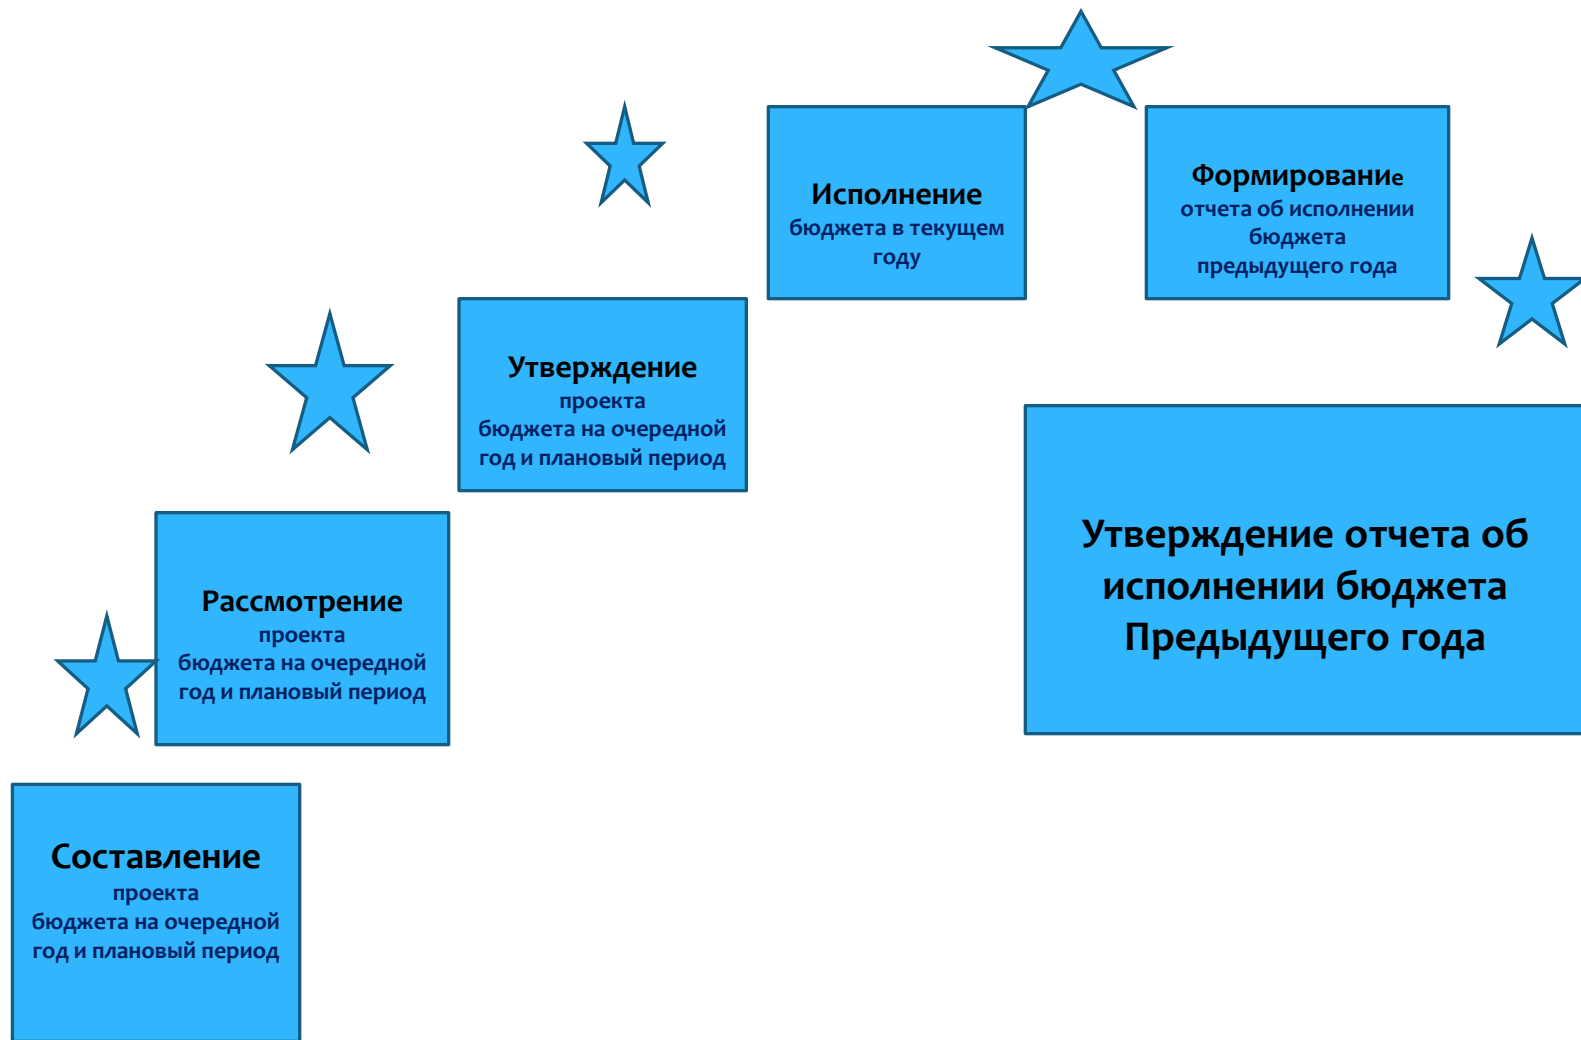 Составление
проекта
бюджета на очередной
год и плановый период
Рассмотрение
проекта
бюджета на очередной
год и плановый период
Утверждение
проекта
бюджета на очередной
год и плановый период
Исполнение
бюджета в текущем
году
Формирование
отчета об исполнении
бюджета
предыдущего года
Утверждение отчета об
исполнении бюджета
Предыдущего года